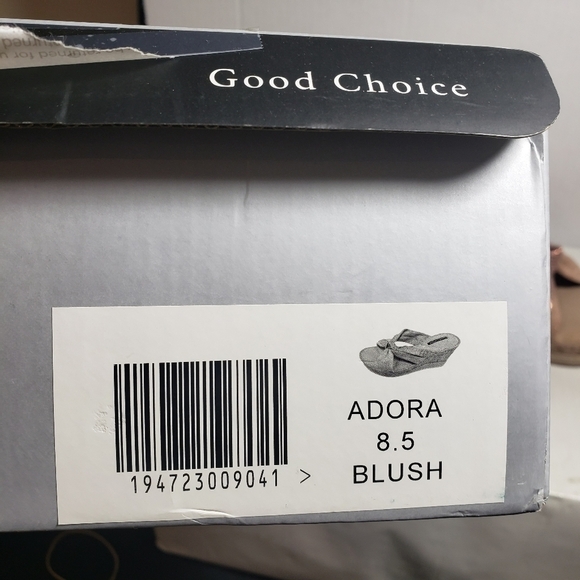 Good Choice
ADORA
8.5
BLUSH
194723009041 >